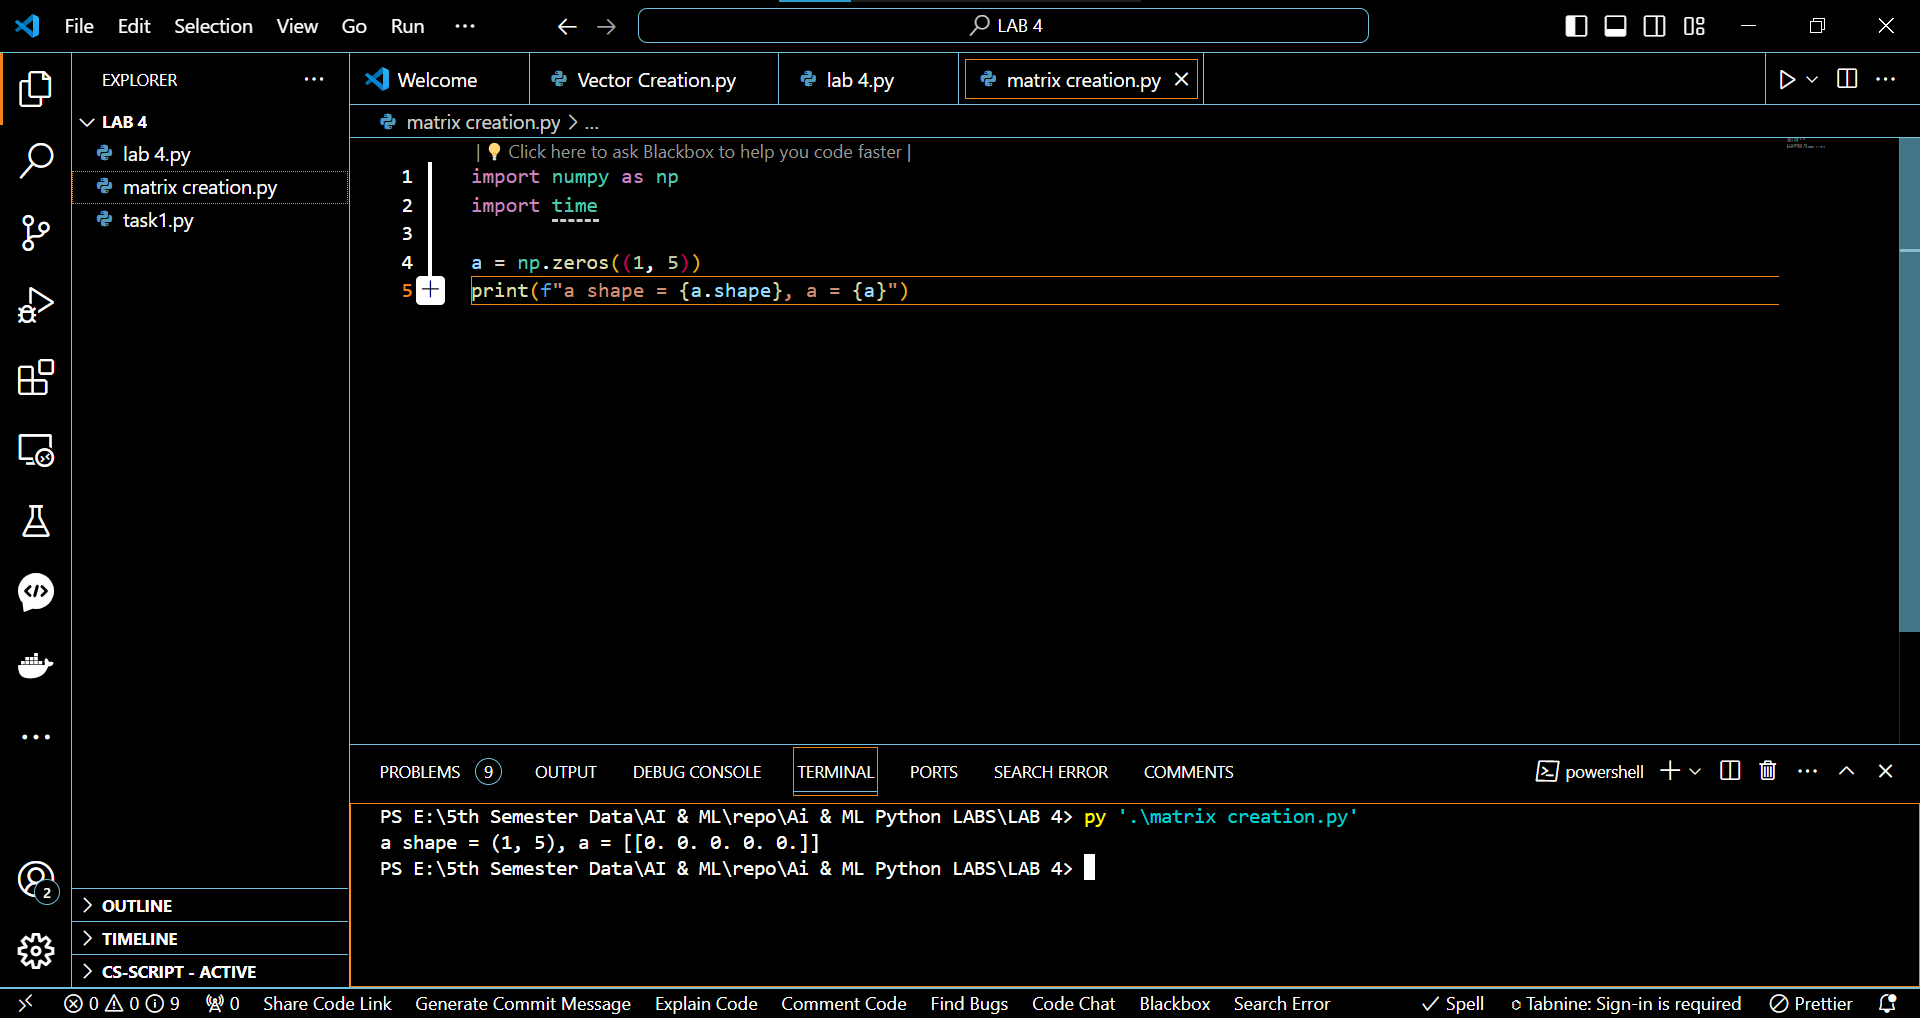 File Edit Selection View Go Run ··· LAB 4
EXPLORER ···
Welcome Vector Creation.py lab 4.py matrix creation.py
LAB 4
matrix creation.py > ...
lab 4.py
matrix creation.py
task1.py
| 💡 Click here to ask Blackbox to help you code faster |
1 import numpy as np
2 import time
3
4 a = np.zeros((1, 5))
5 print(f"a shape = {a.shape}, a = {a}")
PROBLEMS 9 OUTPUT DEBUG CONSOLE TERMINAL PORTS SEARCH ERROR COMMENTS powershell
PS E:\5th Semester Data\AI & ML\repo\Ai & ML Python LABS\LAB 4> py '.\matrix creation.py'
a shape = (1, 5), a = [[0. 0. 0. 0. 0.]]
PS E:\5th Semester Data\AI & ML\repo\Ai & ML Python LABS\LAB 4>
2
OUTLINE
TIMELINE
CS-SCRIPT - ACTIVE
0 0 9 0 Share Code Link Generate Commit Message Explain Code Comment Code Find Bugs Code Chat Blackbox Search Error Spell Tabnine: Sign-in is required Prettier